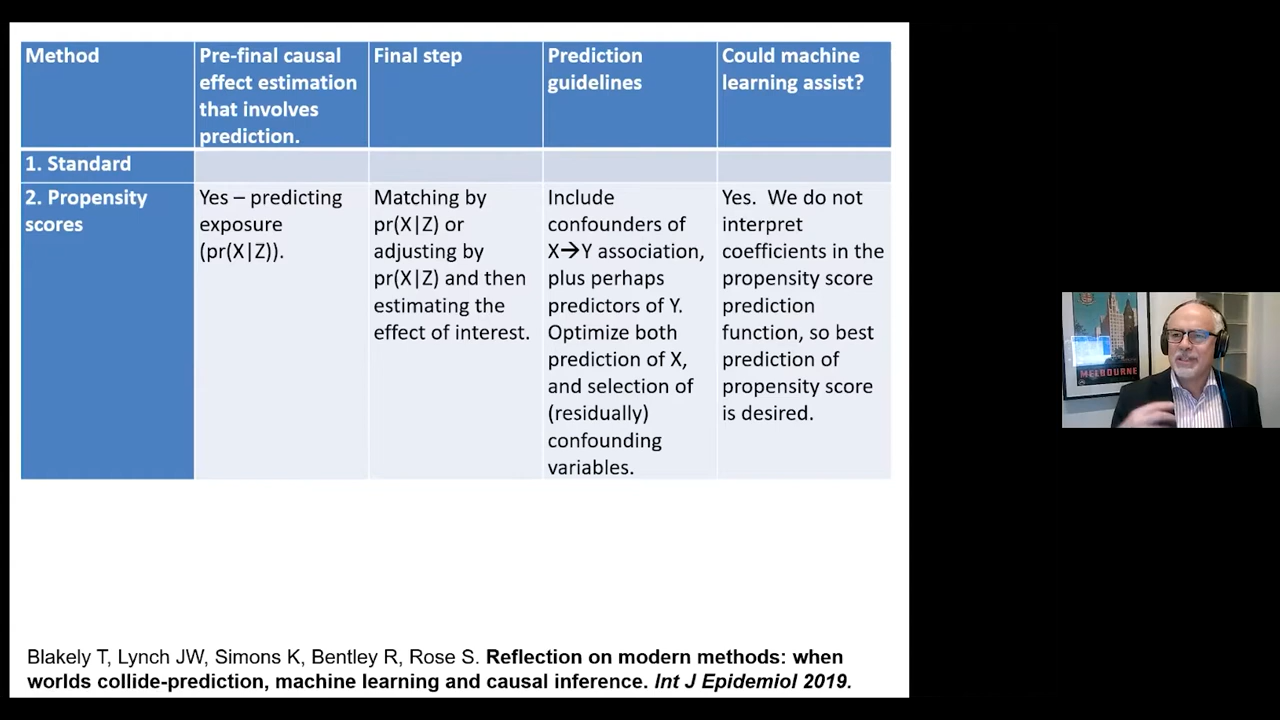 Method
Pre-final causal
effect estimation
that involves
prediction.
Final step
Prediction
guidelines
Could machine
learning assist?
1. Standard
2. Propensity
scores
Yes – predicting
exposure
(pr(X|Z)).
Matching by
pr(X|Z) or
adjusting by
pr(X|Z) and then
estimating the
effect of interest.
Include
confounders of
X→Y association,
plus perhaps
predictors of Y.
Optimize both
prediction of X,
and selection of
(residually)
confounding
variables.
Yes. We do not
interpret
coefficients in the
propensity score
prediction
function, so best
prediction of
propensity score
is desired.
Blakely T, Lynch JW, Simons K, Bentley R, Rose S. Reflection on modern methods: when
worlds collide-prediction, machine learning and causal inference. Int J Epidemiol 2019.
MELBOURNE